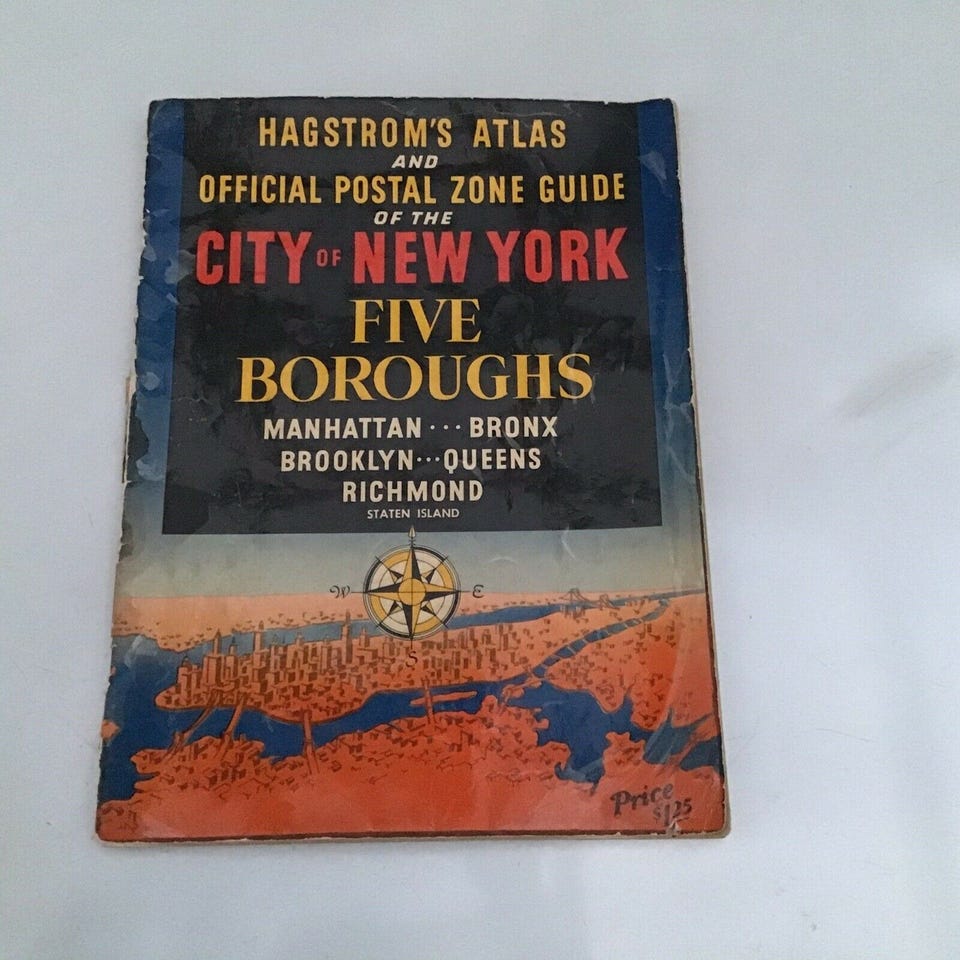 HAGSTROM'S ATLAS
AND
OFFICIAL POSTAL ZONE GUIDE
OF THE
CITY OF NEW YORK
FIVE
BOROUGHS
MANHATTAN ··· BRONX
BROOKLYN ··· QUEENS
RICHMOND
STATEN ISLAND
W E
S
Price
$1.25